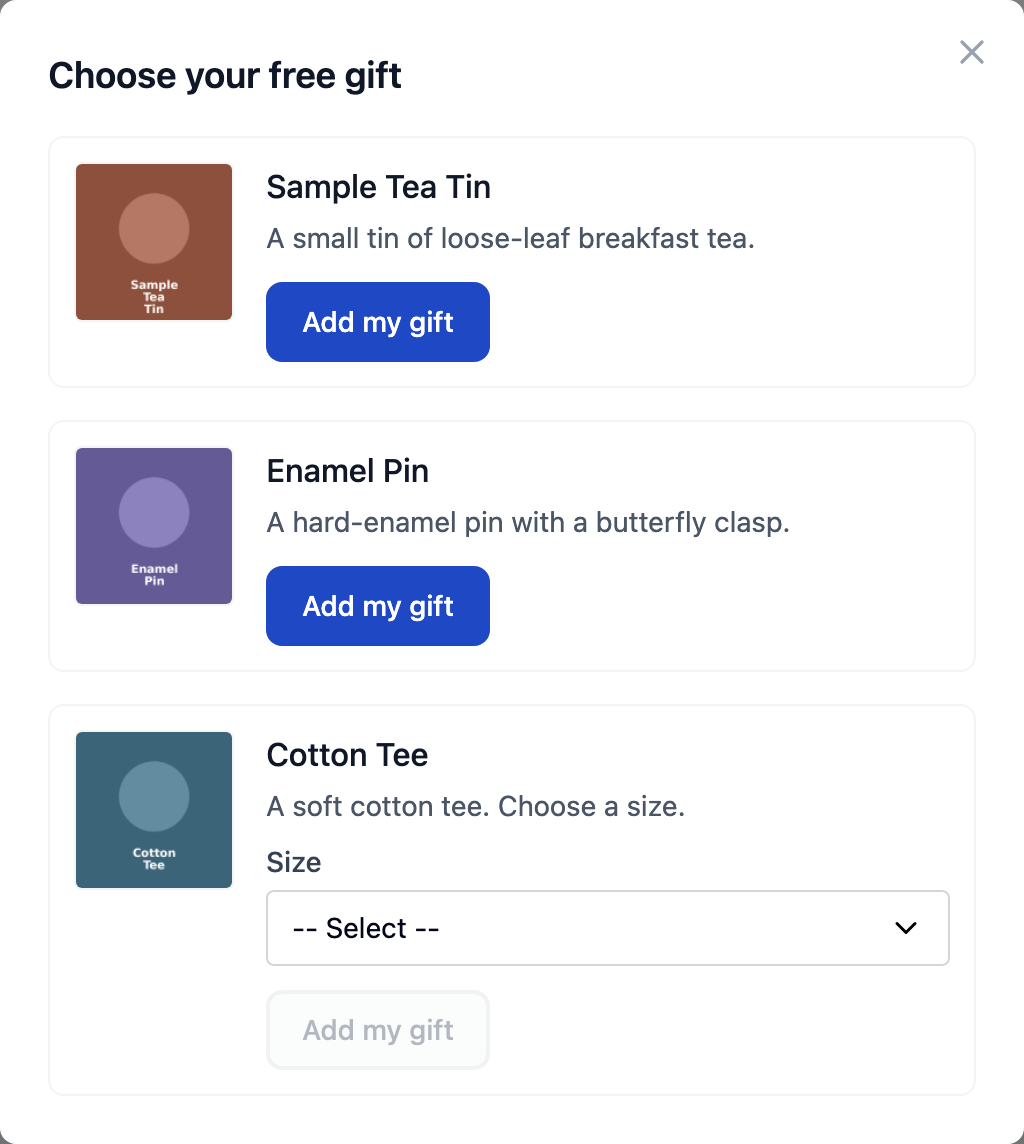 Choose your free gift
Sample
Tea
Tin
Sample Tea Tin
A small tin of loose-leaf breakfast tea.
Add my gift
Enamel
Pin
Enamel Pin
A hard-enamel pin with a butterfly clasp.
Add my gift
Cotton
Tee
Cotton Tee
A soft cotton tee. Choose a size.
Size
-- Select --
Add my gift